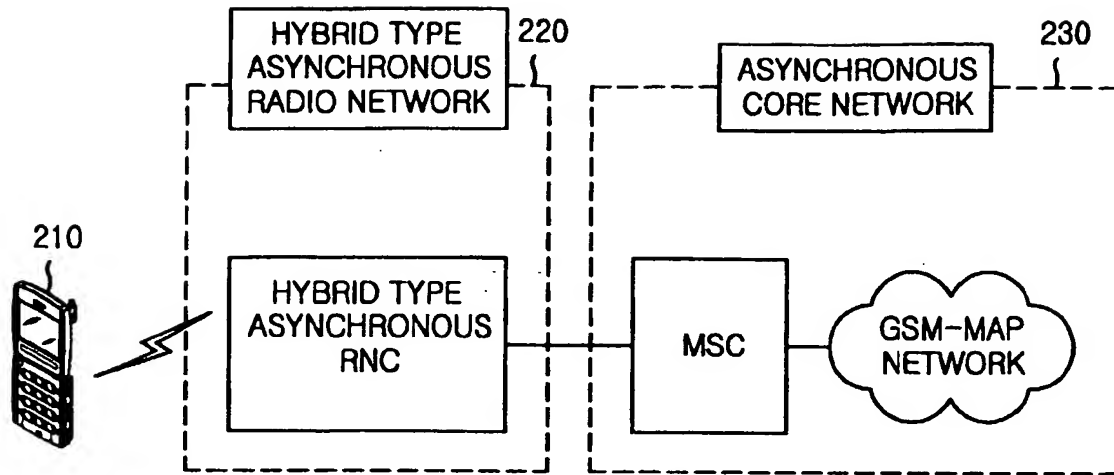 HYBRID TYPE
ASYNCHRONOUS
RADIO NETWORK
220
ASYNCHRONOUS
CORE NETWORK
230
210
HYBRID TYPE
ASYNCHRONOUS
RNC
MSC
GSM-MAP
NETWORK